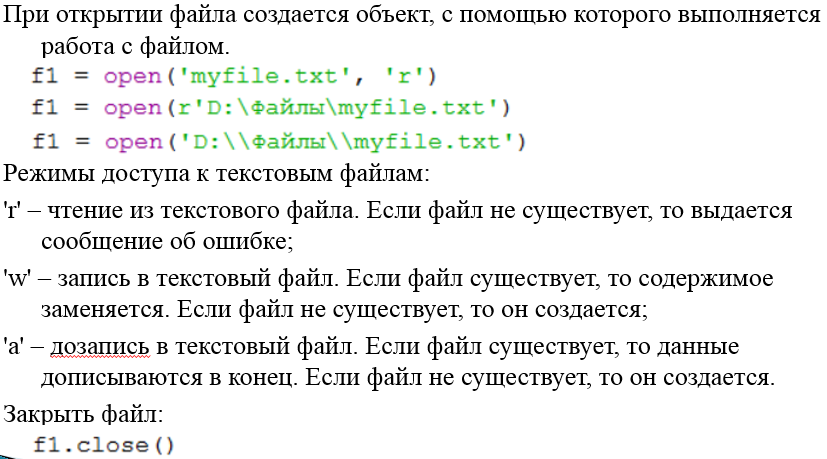 При открытии файла создается объект, с помощью которого выполняется
работа с файлом.
f1 = open('myfile.txt', 'r')
f1 = open(r'D:\Файлы\myfile.txt')
f1 = open('D:\\Файлы\\myfile.txt')
Режимы доступа к текстовым файлам:
'r' – чтение из текстового файла. Если файл не существует, то выдается
сообщение об ошибке;
'w' – запись в текстовый файл. Если файл существует, то содержимое
заменяется. Если файл не существует, то он создается;
'a' – дозапись в текстовый файл. Если файл существует, то данные
дописываются в конец. Если файл не существует, то он создается.
Закрыть файл:
f1.close()